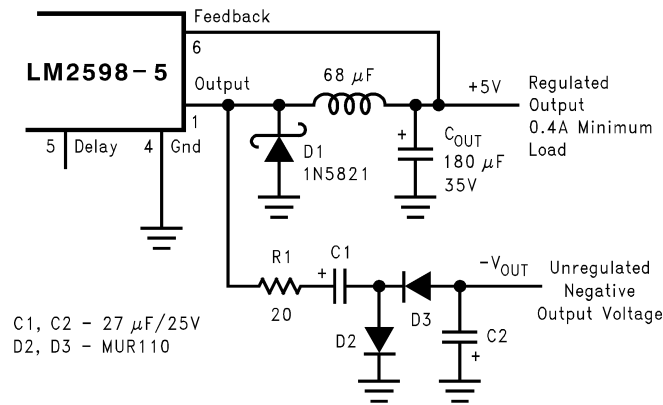 Feedback
6
LM2598-5
Output
1
5 Delay
4 Gnd
68 μF
+5V
Regulated
Output
0.4A Minimum
Load
D1
1N5821
+
COUT
180 μF
35V
R1
20
C1
+
D2
D3
-VOUT
C2
+
Unregulated
Negative
Output Voltage
C1, C2 - 27 μF/25V
D2, D3 - MUR110